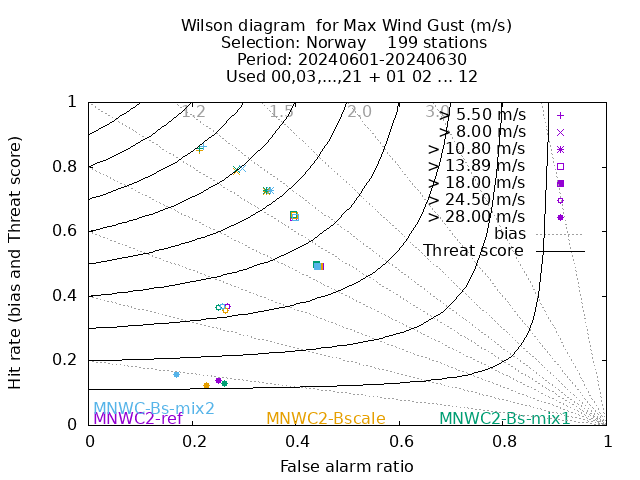 Wilson diagram  for Max Wind Gust (m/s)
Selection: Norway    199 stations
Period: 20240601-20240630
Used 00,03,...,21 + 01 02 ... 12
1.2 1.5 2.0 3.0
> 5.50 m/s
> 8.00 m/s
> 10.80 m/s
> 13.89 m/s
> 18.00 m/s
> 24.50 m/s
> 28.00 m/s
bias
Threat score
1
0.8
0.6
0.4
0.2
0
Hit rate (bias and Threat score)
MNWC-Bs-mix2
MNWC2-ref MNWC2-Bscale MNWC2-Bs-mix1
0 0.2 0.4 0.6 0.8 1
False alarm ratio